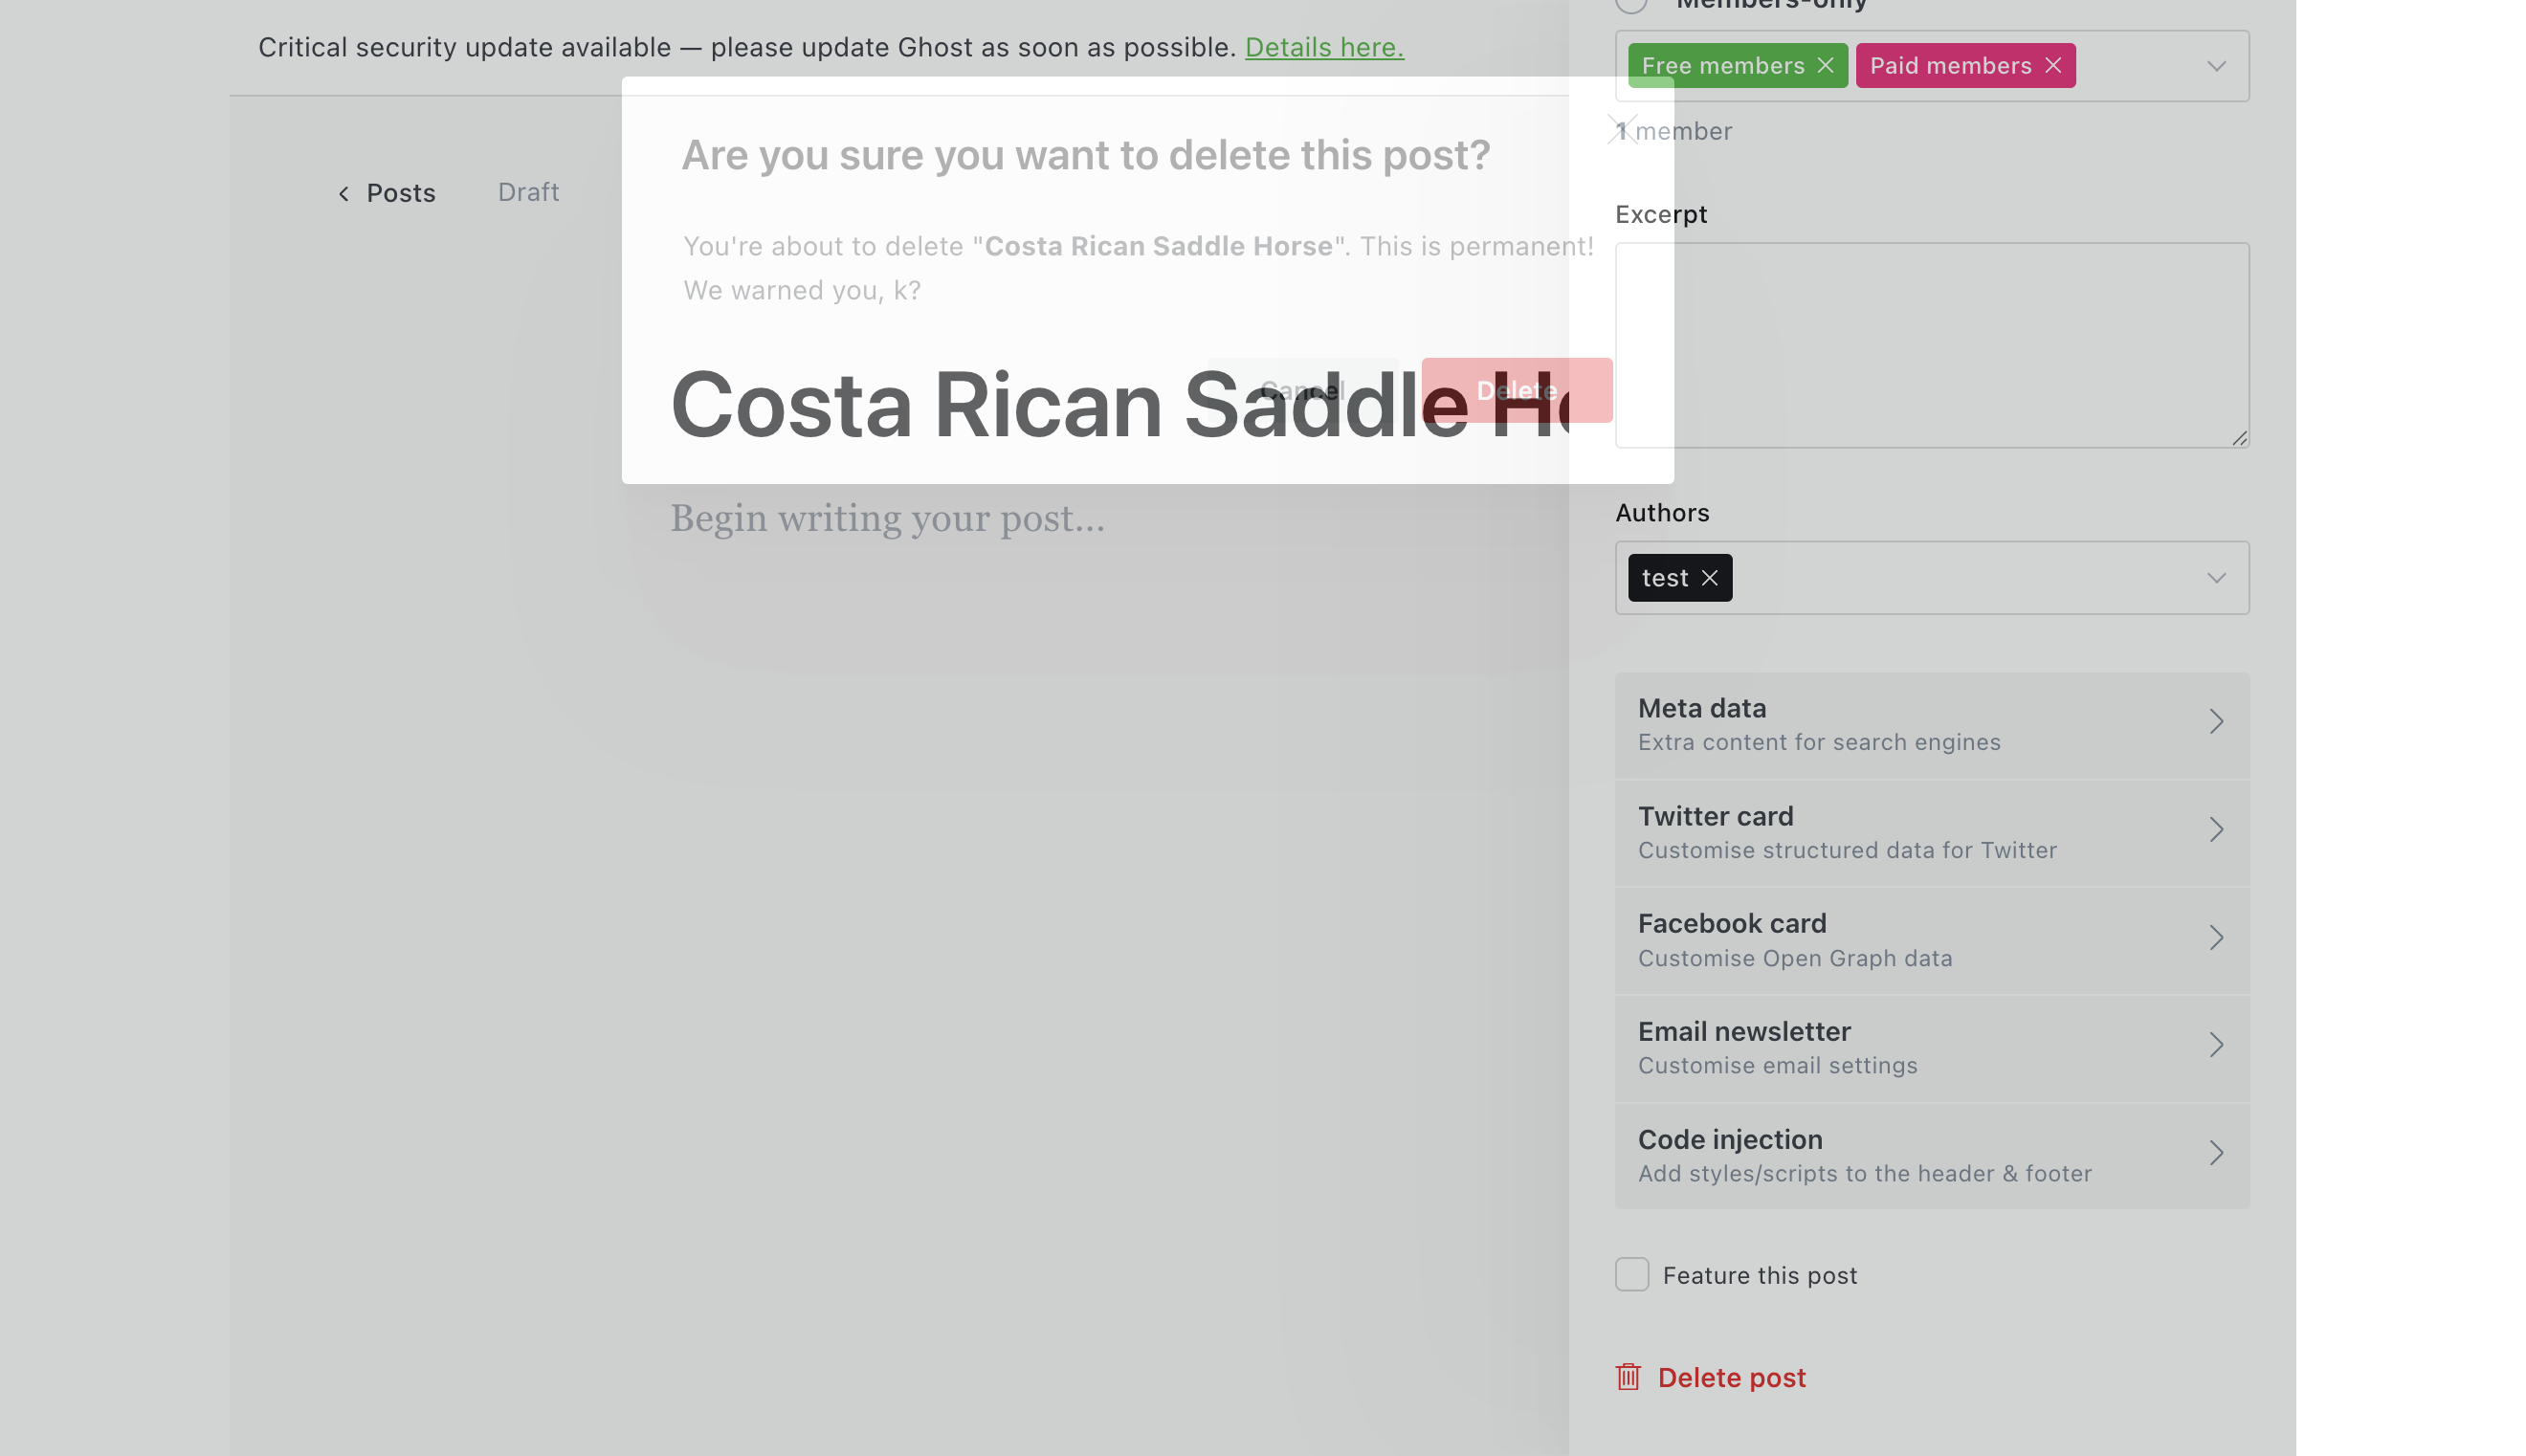 Critical security update available — please update Ghost as soon as possible. Details here.
Posts
Draft
Are you sure you want to delete this post?
You're about to delete "Costa Rican Saddle Horse". This is permanent!
We warned you, k?
Cancel
Delete
Costa Rican Saddle
Begin writing your post...
Members-only
Free members
Paid members
1 member
Excerpt
Authors
test
Meta data
Extra content for search engines
Twitter card
Customise structured data for Twitter
Facebook card
Customise Open Graph data
Email newsletter
Customise email settings
Code injection
Add styles/scripts to the header & footer
Feature this post
Delete post